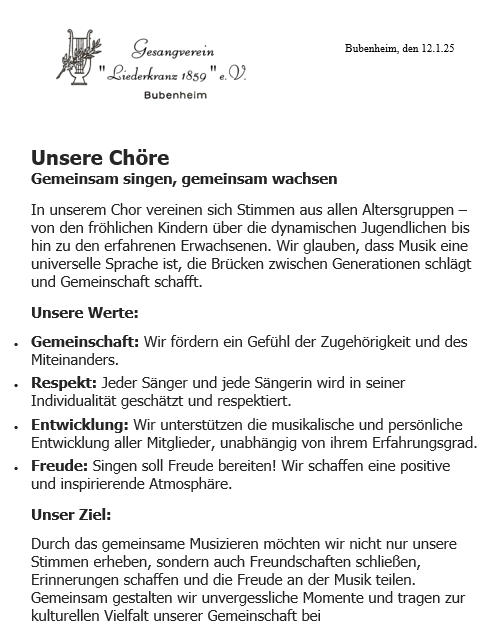 Gesangverein
"Liederkranz 1859" e.V.
Bubenheim
Bubenheim, den 12.1.25
Unsere Chöre
Gemeinsam singen, gemeinsam wachsen
In unserem Chor vereinen sich Stimmen aus allen Altersgruppen –
von den fröhlichen Kindern über die dynamischen Jugendlichen bis
hin zu den erfahrenen Erwachsenen. Wir glauben, dass Musik eine
universelle Sprache ist, die Brücken zwischen Generationen schlägt
und Gemeinschaft schafft.
Unsere Werte:
• Gemeinschaft: Wir fördern ein Gefühl der Zugehörigkeit und des
Miteinanders.
• Respekt: Jeder Sänger und jede Sängerin wird in seiner
Individualität geschätzt und respektiert.
• Entwicklung: Wir unterstützen die musikalische und persönliche
Entwicklung aller Mitglieder, unabhängig von ihrem Erfahrungsgrad.
• Freude: Singen soll Freude bereiten! Wir schaffen eine positive
und inspirierende Atmosphäre.
Unser Ziel:
Durch das gemeinsame Musizieren möchten wir nicht nur unsere
Stimmen erheben, sondern auch Freundschaften schließen,
Erinnerungen schaffen und die Freude an der Musik teilen.
Gemeinsam gestalten wir unvergessliche Momente und tragen zur
kulturellen Vielfalt unserer Gemeinschaft bei